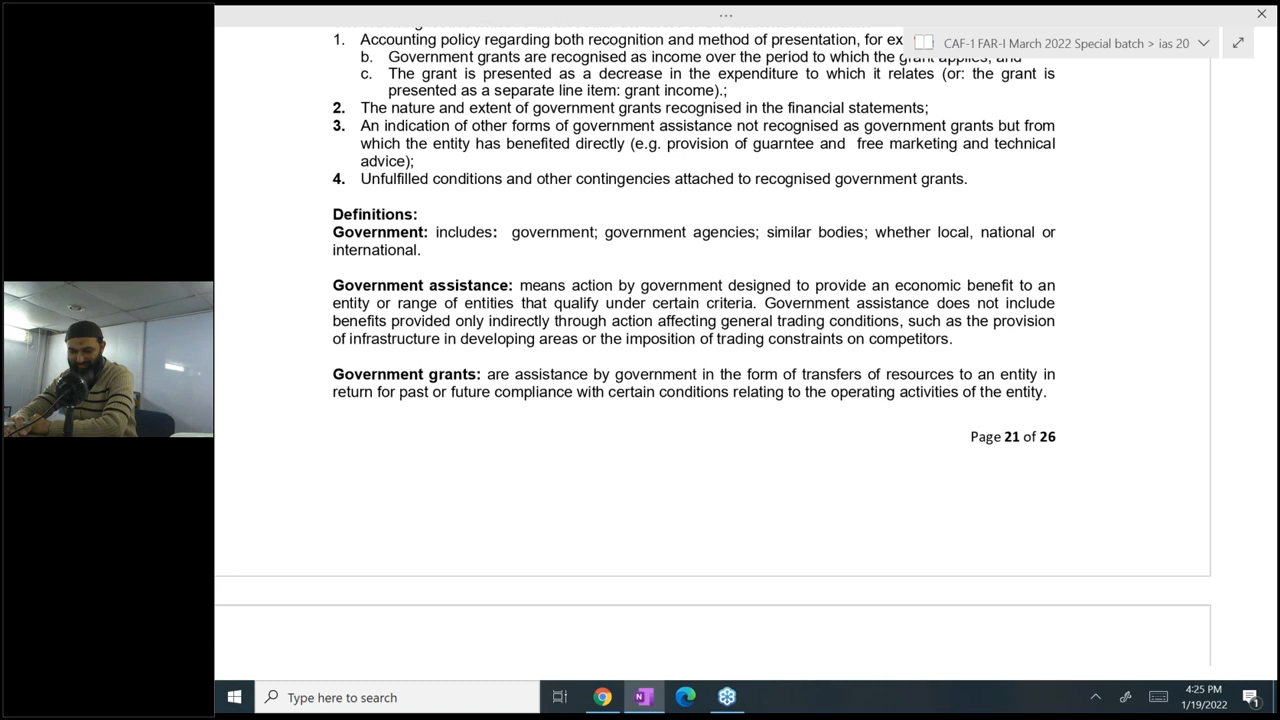 CAF-1 FAR-I March 2022 Special batch > ias 20
1. Accounting policy regarding both recognition and method of presentation, for ex
b. Government grants are recognised as income over the period to which the grant applies; and
c. The grant is presented as a decrease in the expenditure to which it relates (or: the grant is
presented as a separate line item: grant income).;
2. The nature and extent of government grants recognised in the financial statements;
3. An indication of other forms of government assistance not recognised as government grants but from
which the entity has benefited directly (e.g. provision of guarntee and free marketing and technical
advice);
4. Unfulfilled conditions and other contingencies attached to recognised government grants.
Definitions:
Government: includes: government; government agencies; similar bodies; whether local, national or
international.
Government assistance: means action by government designed to provide an economic benefit to an
entity or range of entities that qualify under certain criteria. Government assistance does not include
benefits provided only indirectly through action affecting general trading conditions, such as the provision
of infrastructure in developing areas or the imposition of trading constraints on competitors.
Government grants: are assistance by government in the form of transfers of resources to an entity in
return for past or future compliance with certain conditions relating to the operating activities of the entity.
Page 21 of 26
Type here to search
4:25 PM
1/19/2022
1